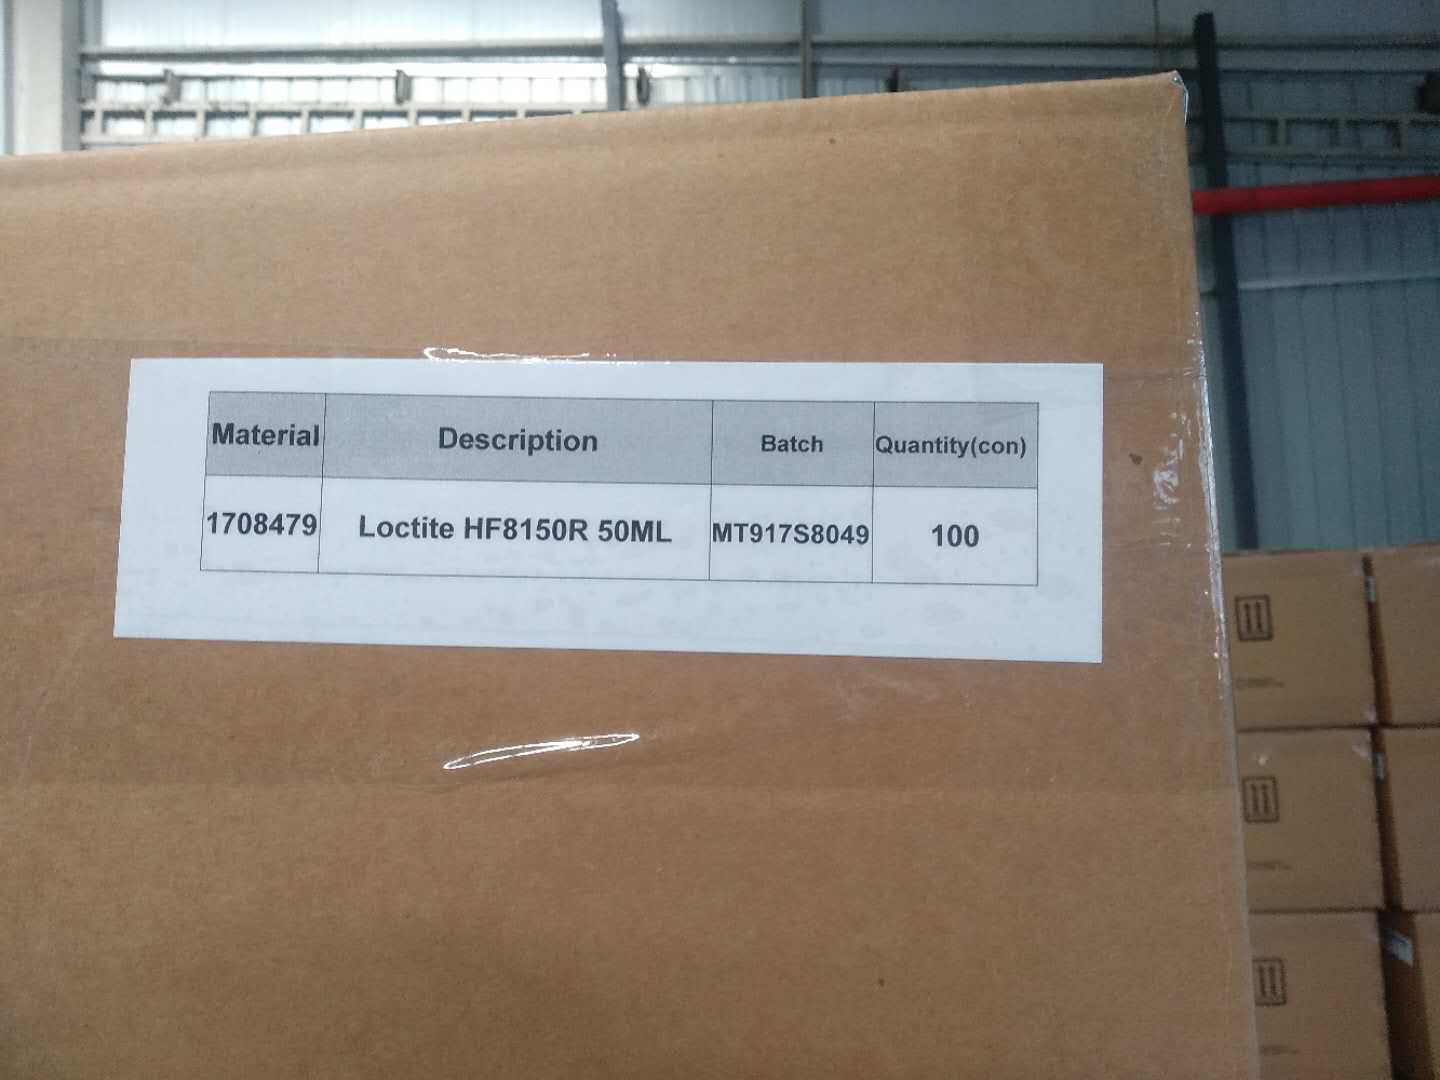 Material Description Batch Quantity(con)
1708479 Loctite HF8150R 50ML MT917S8049 100